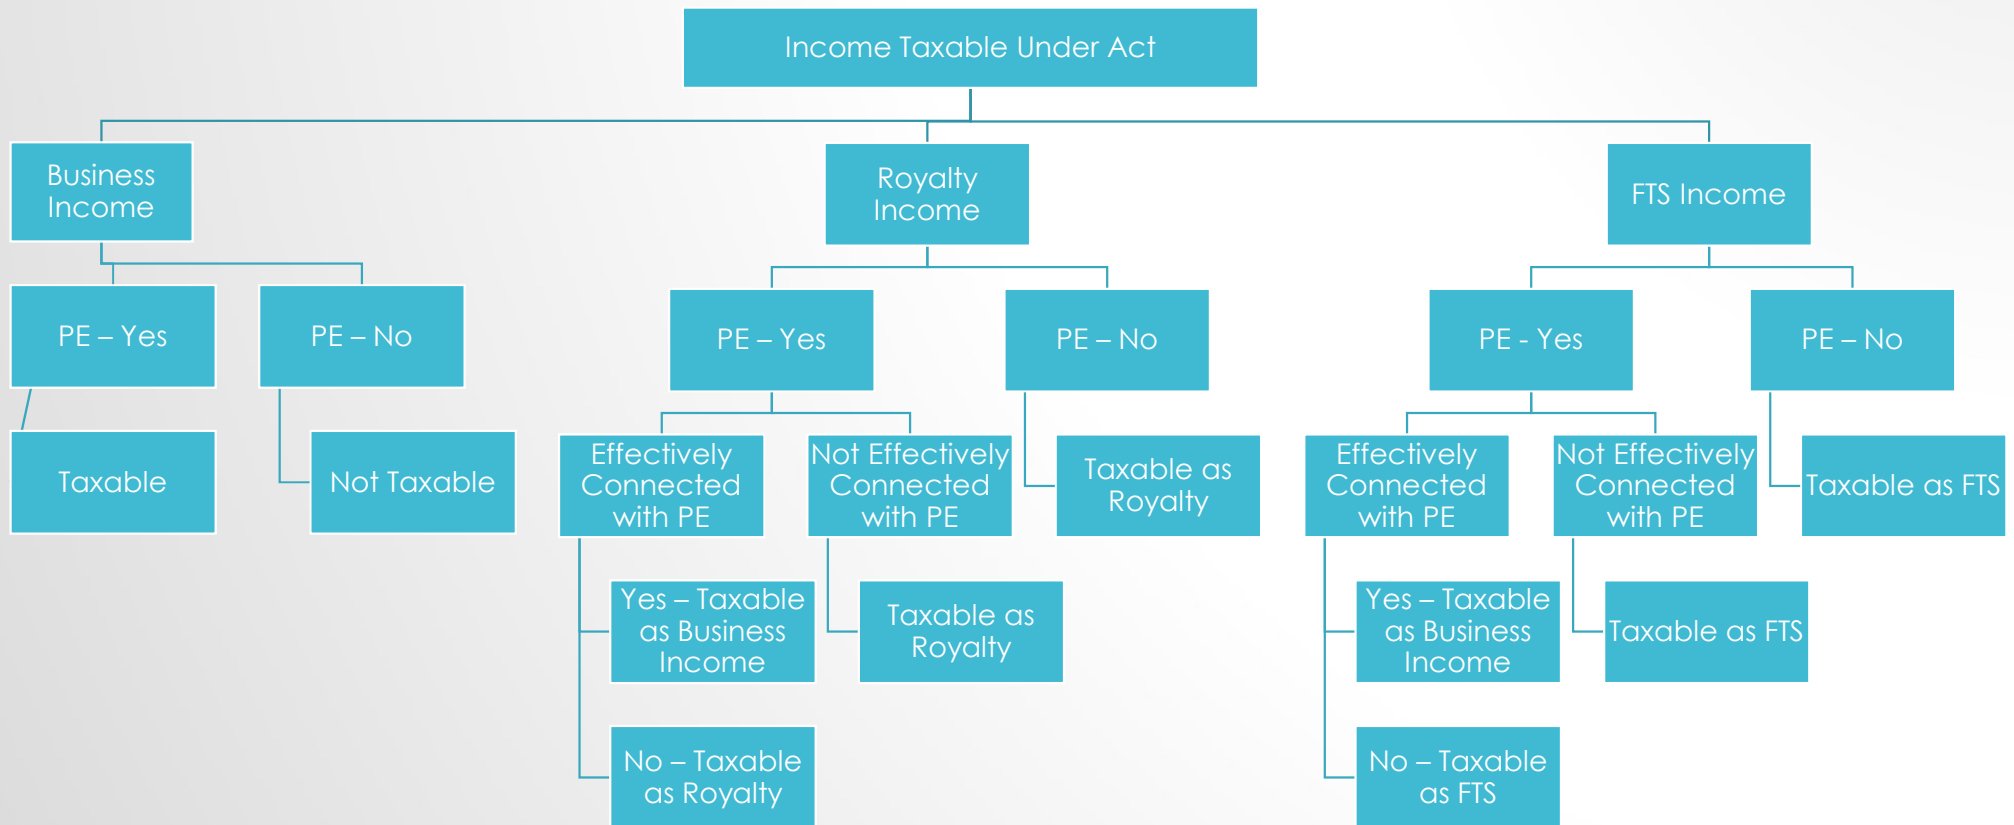 Income Taxable Under Act
Business
Income
Royalty
Income
FTS Income
PE – Yes
PE – No
PE – Yes
PE – No
PE - Yes
PE – No
Taxable
Not Taxable
Effectively
Connected
with PE
Not Effectively
Connected
with PE
Taxable as
Royalty
Effectively
Connected
with PE
Not Effectively
Connected
with PE
Taxable as FTS
Yes – Taxable
as Business
Income
Taxable as
Royalty
Yes – Taxable
as Business
Income
Taxable as FTS
No – Taxable
as Royalty
No – Taxable
as FTS